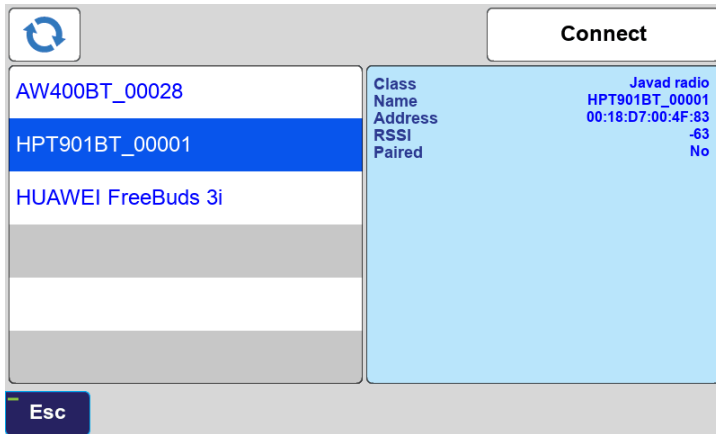 Connect
AW400BT_00028
HPT901BT_00001
HUAWEI FreeBuds 3i
Class Javad radio
Name HPT901BT_00001
Address 00:18:D7:00:4F:83
RSSI -63
Paired No
Esc